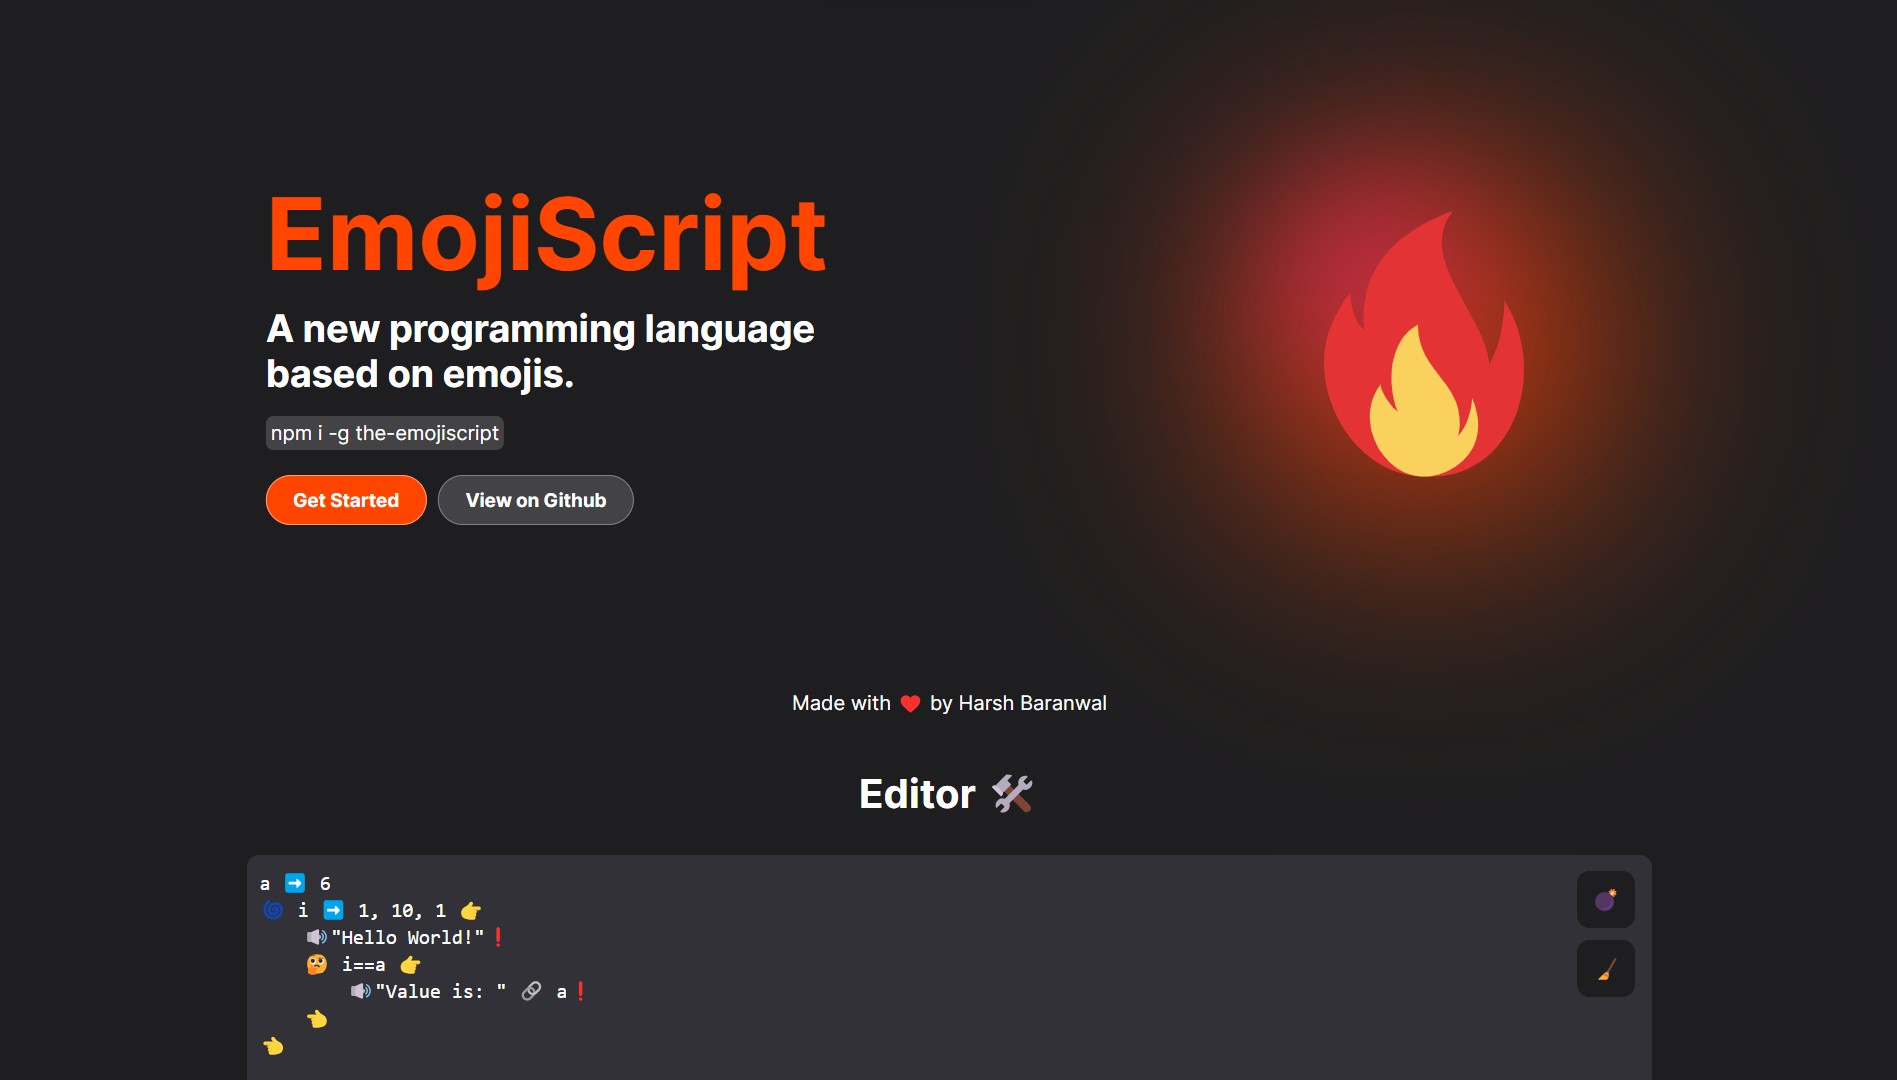 EmojiScript
A new programming language
based on emojis.
npm i -g the-emojiscript
Get Started
View on Github
Made with ❤️ by Harsh Baranwal
Editor 🛠️
a ➡️ 6
🌀 i ➡️ 1, 10, 1 👉
🔊"Hello World!"❗
🤔 i==a 👉
🔊"Value is: " 🔗 a❗
👈
👈